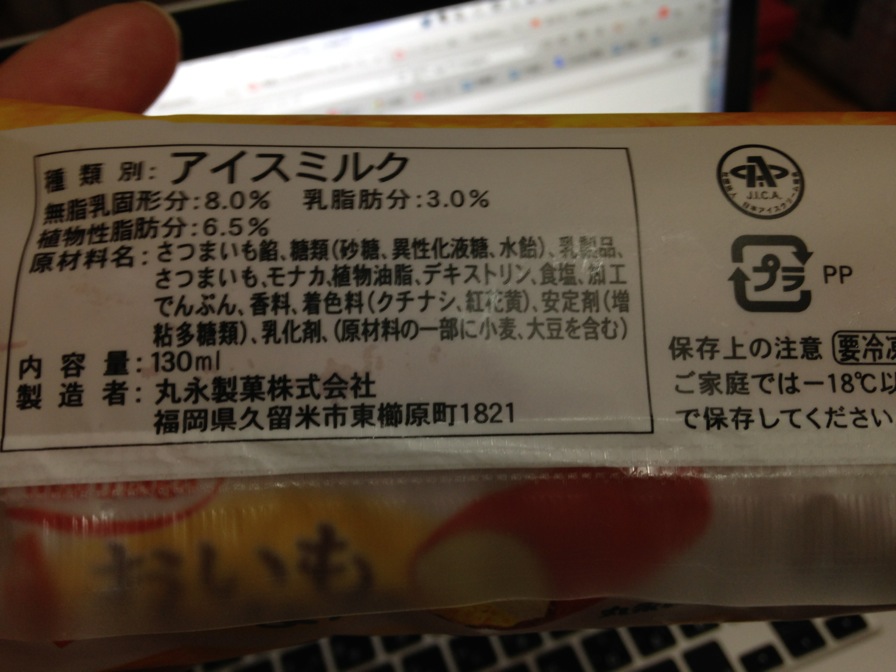 種類別:アイスミルク
無脂乳固形分:8.0% 乳脂肪分:3.0%
植物性脂肪分:6.5%
原材料名:さつまいも餡、糖類(砂糖、異性化液糖、水飴)、乳製品、
さつまいも、モナカ、植物油脂、デキストリン、食塩、加工
でんぷん、香料、着色料(クチナシ、紅花黄)、安定剤(増
粘多糖類)、乳化剤、(原材料の一部に小麦、大豆を含む)
内容量:130ml
製造者:丸永製菓株式会社
福岡県久留米市東櫛原町1821
J.I.C.A.
プラ PP
保存上の注意 要冷凍
ご家庭では−18℃以
で保存してください
おいも